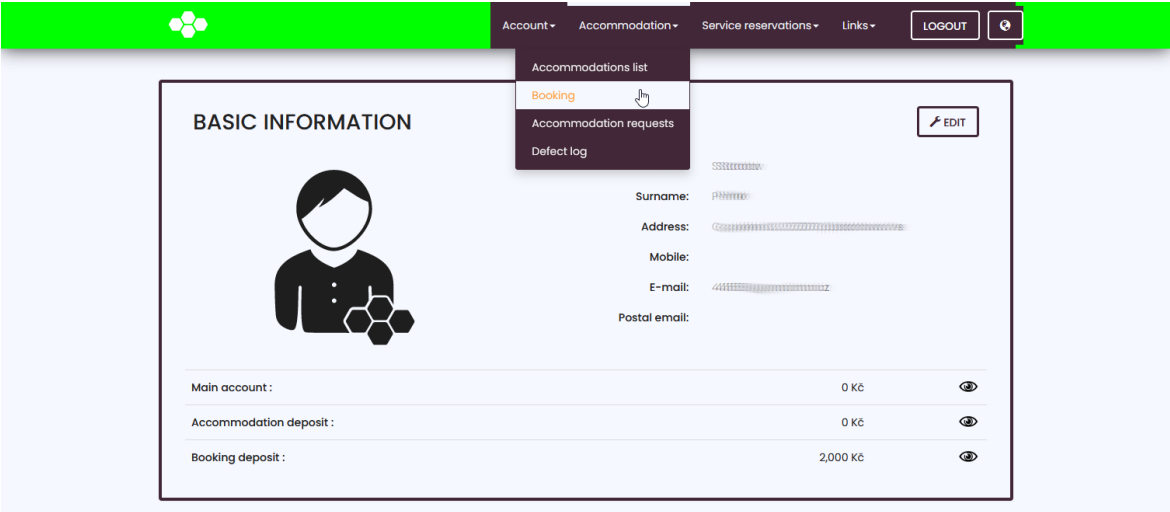 Account Accommodation Service reservations Links LOGOUT
Accommodations list
Booking
Accommodation requests
Defect log
BASIC INFORMATION
EDIT
Surname:
Address:
Mobile:
E-mail:
Postal email:
Main account : 0 Kč
Accommodation deposit : 0 Kč
Booking deposit : 2,000 Kč